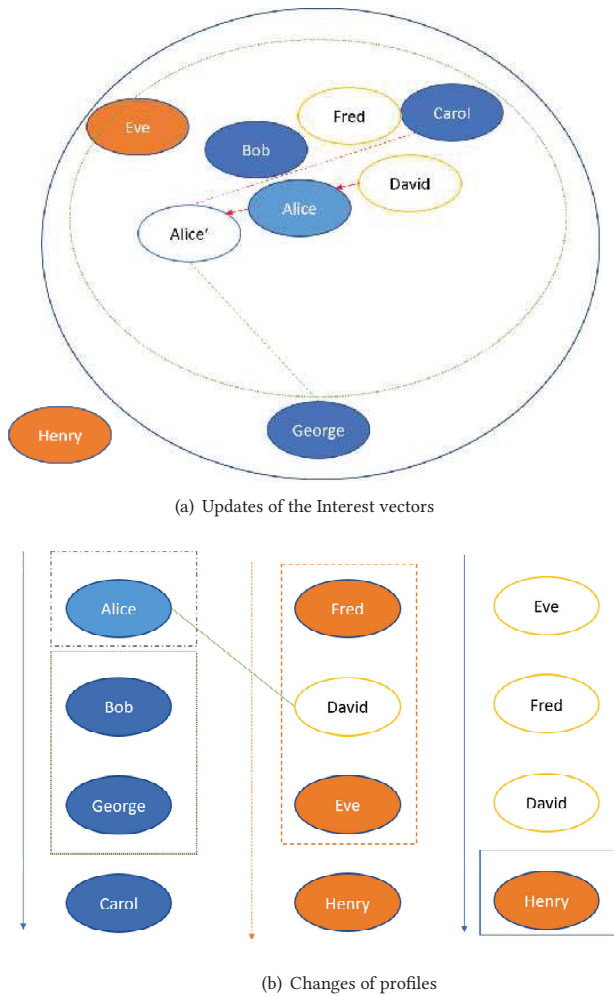 Eve
Fred
Carol
Bob
David
Alice
Alice'
Henry
George
(a) Updates of the Interest vectors
Alice
Fred
Eve
Bob
David
Fred
George
Eve
David
Carol
Henry
Henry
(b) Changes of profiles